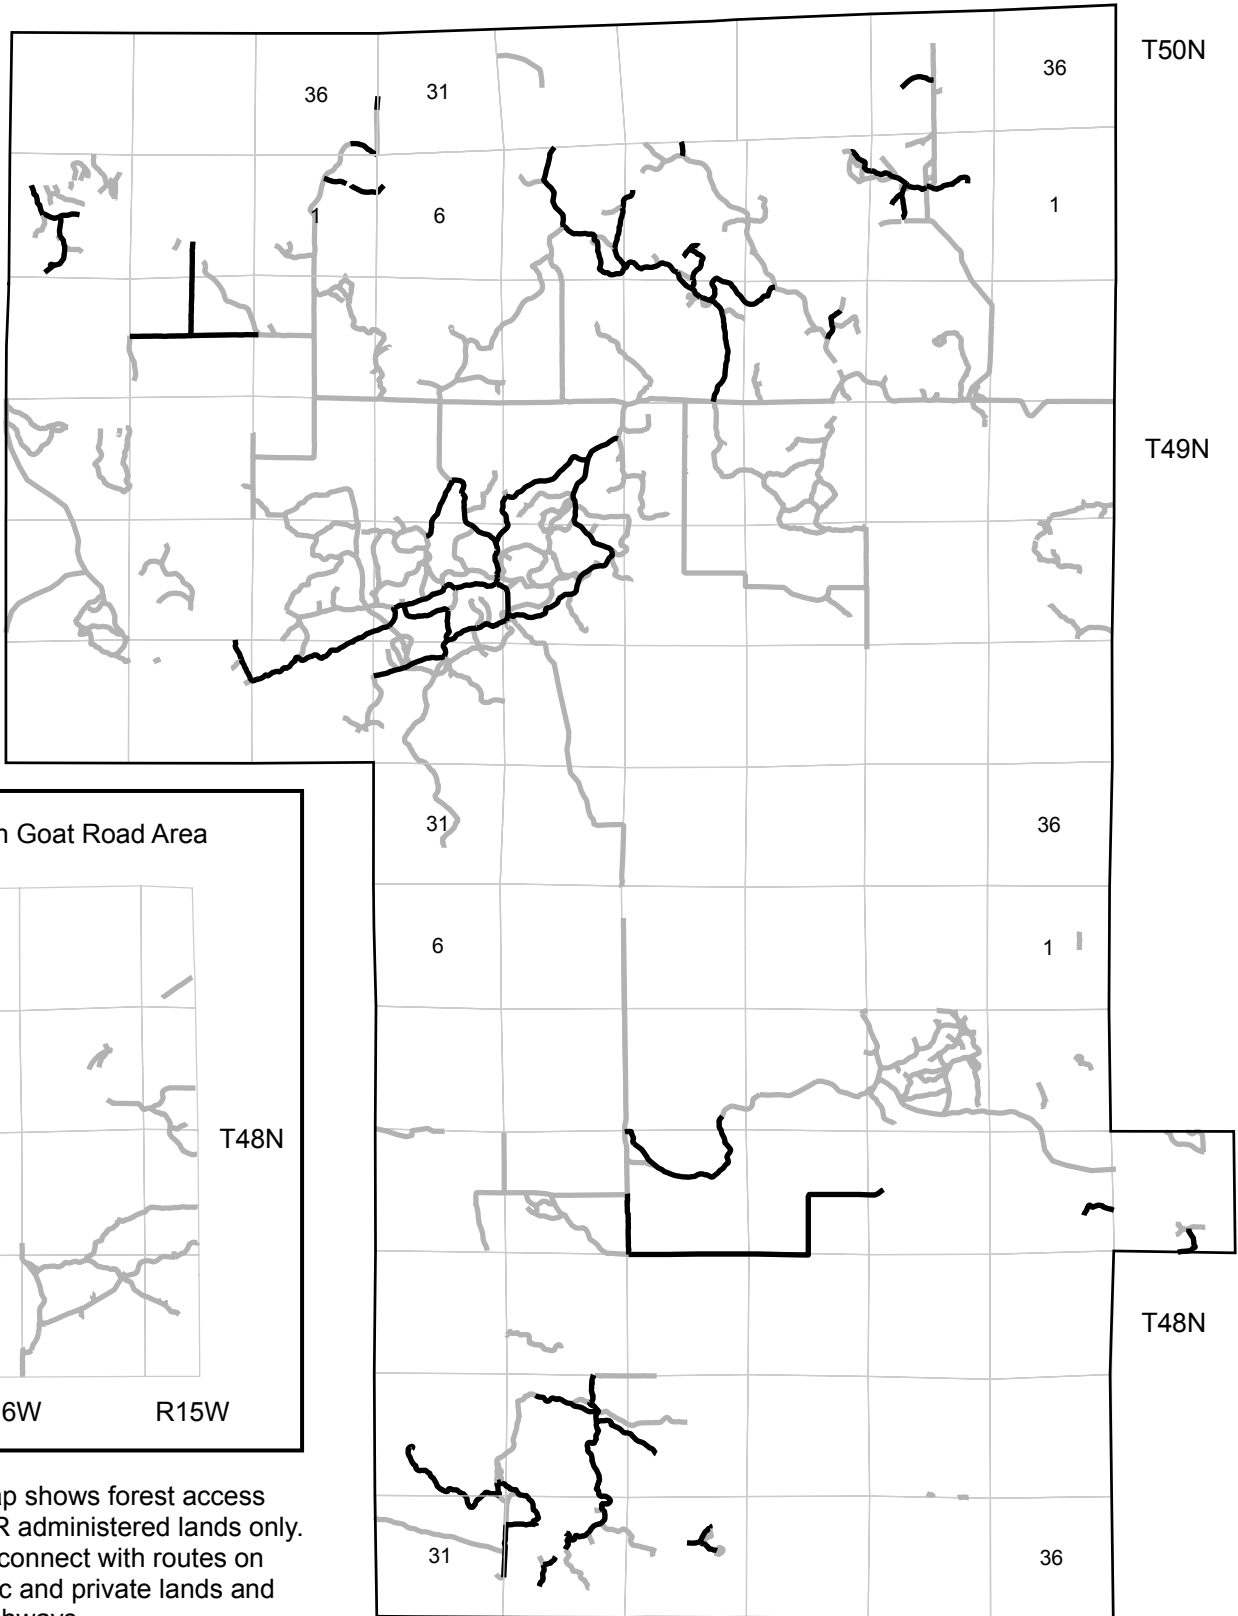 T50N
36
31
36
1
6
1
T49N
31
36
6
1
Goat Road Area
T48N
T48N
6W
R15W
shows forest access
administered lands only.
connect with routes on
and private lands and
31
36